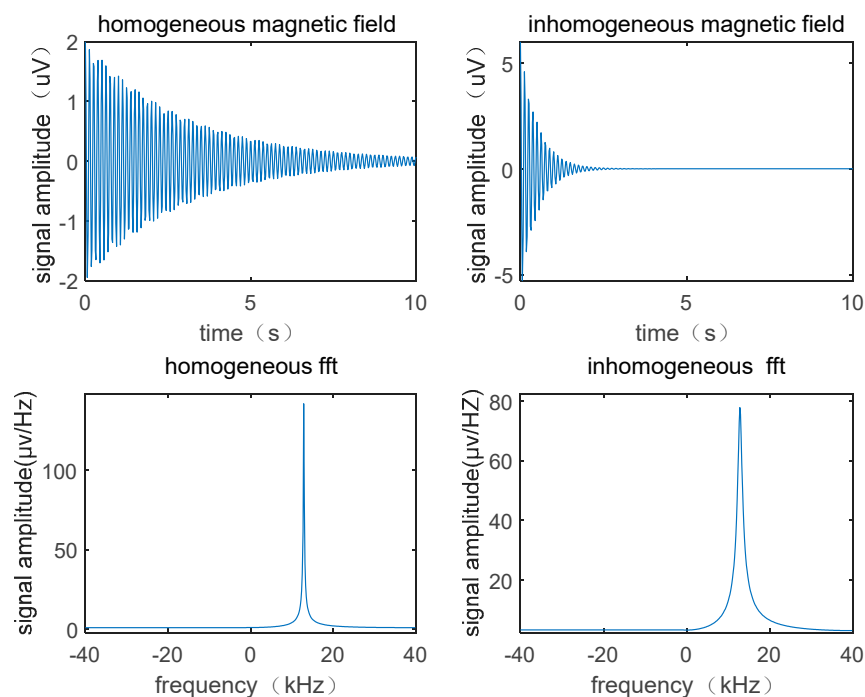 homogeneous magnetic field
signal amplitude（uV）
2
1
0
-1
-2
0
5
10
time（s）
inhomogeneous magnetic field
signal amplitude（uV）
5
0
-5
0
5
10
time（s）
homogeneous fft
signal amplitude(μv/Hz)
100
50
0
-40
-20
0
20
40
frequency（kHz）
inhomogeneous fft
signal amplitude(μv/HZ)
80
60
40
20
-40
-20
0
20
40
frequency（kHz）